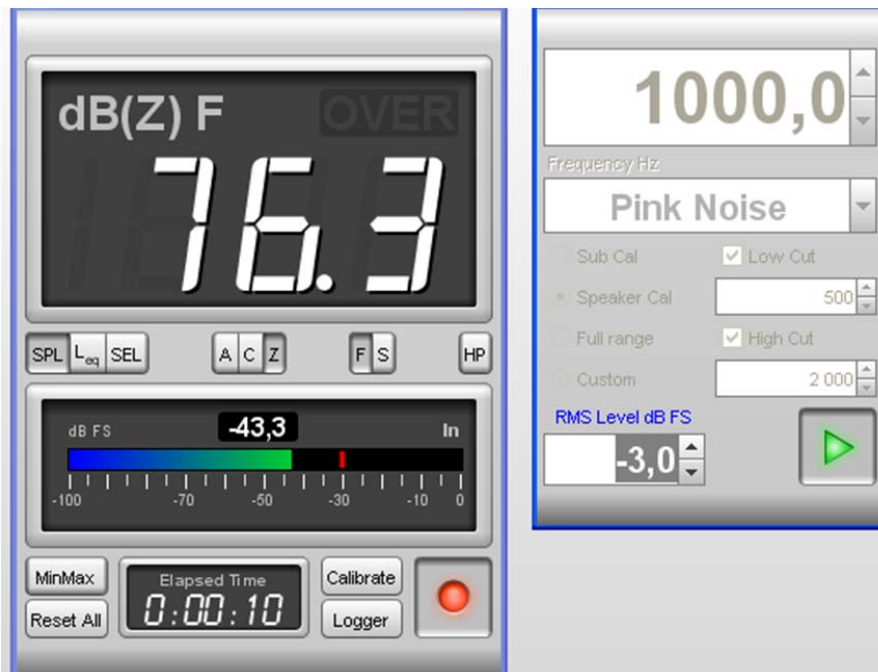 dB(Z) F OVER
76.3
SPL Leq SEL A C Z F S HP
dB FS -43,3 In
-100 -70 -50 -30 -10 0
MinMax
Reset All
Elapsed Time
0:00:10
Calibrate
Logger
1000,0
Frequency Hz
Pink Noise
Sub Cal Low Cut
Speaker Cal 500
Full range High Cut
Custom 2 000
RMS Level dB FS
-3,0